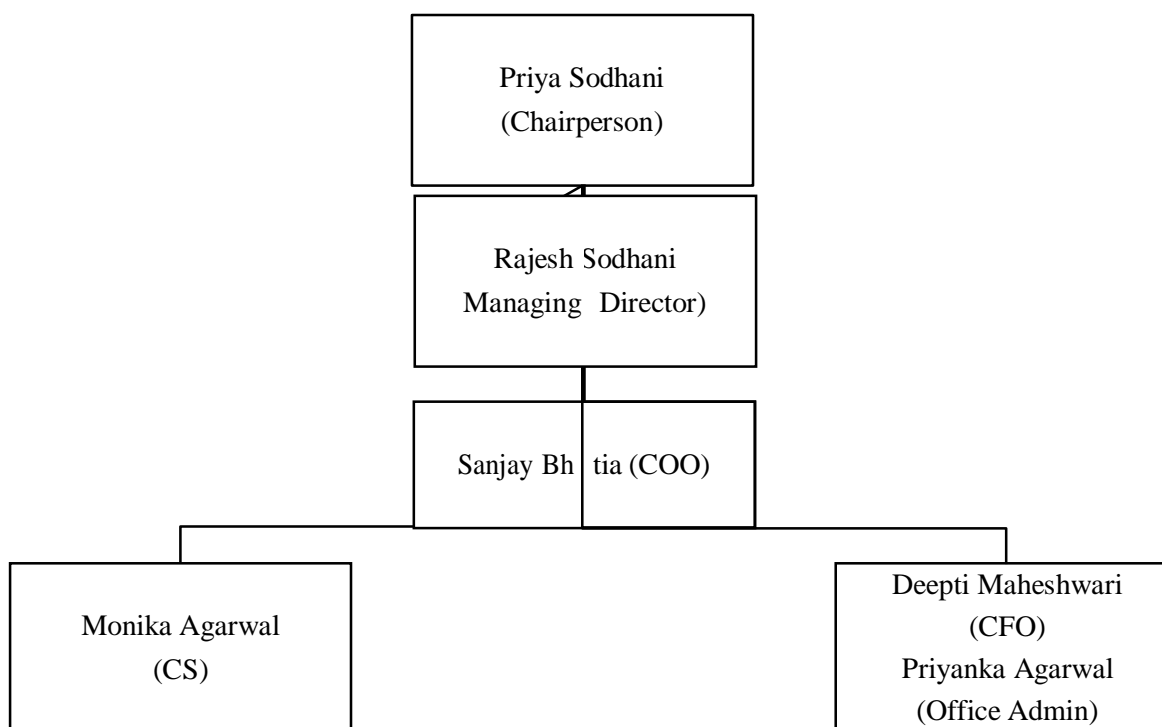 Priya Sodhani
(Chairperson)
Rajesh Sodhani
Managing Director)
Sanjay Bh tia (COO)
Monika Agarwal
(CS)
Deepti Maheshwari
(CFO)
Priyanka Agarwal
(Office Admin)